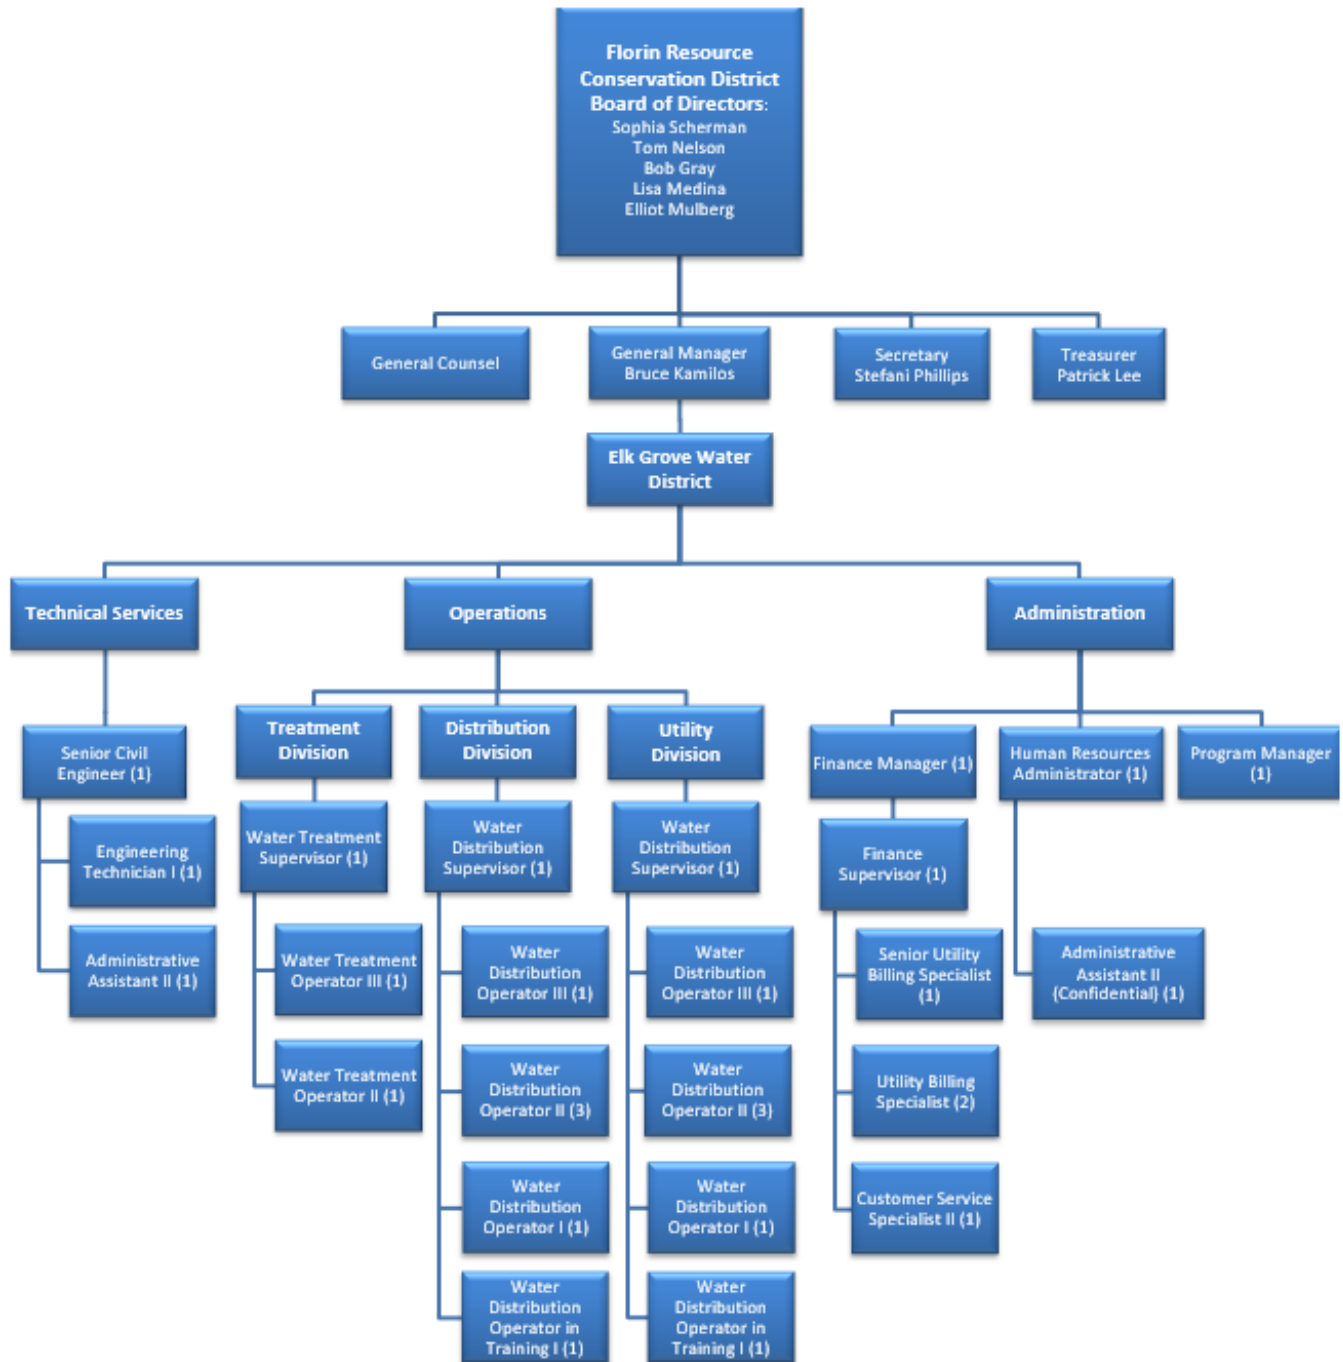 Florin Resource
Conservation District
Board of Directors:
Sophia Scherman
Tom Nelson
Bob Gray
Lisa Medina
Elliot Mulberg
General Counsel
General Manager
Bruce Kamilos
Secretary
Stefani Phillips
Treasurer
Patrick Lee
Elk Grove Water
District
Technical Services
Operations
Administration
Senior Civil
Engineer (1)
Engineering
Technician I (1)
Administrative
Assistant II (1)
Treatment
Division
Water Treatment
Supervisor (1)
Water Treatment
Operator III (1)
Water Treatment
Operator II (1)
Distribution
Division
Water
Distribution
Supervisor (1)
Water
Distribution
Operator III (1)
Water
Distribution
Operator II (3)
Water
Distribution
Operator I (1)
Water
Distribution
Operator in
Training I (1)
Utility
Division
Water
Distribution
Supervisor (1)
Water
Distribution
Operator III (1)
Water
Distribution
Operator II (3)
Water
Distribution
Operator I (1)
Water
Distribution
Operator in
Training I (1)
Finance Manager (1)
Finance
Supervisor (1)
Senior Utility
Billing Specialist
(1)
Utility Billing
Specialist (2)
Customer Service
Specialist II (1)
Human Resources
Administrator (1)
Administrative
Assistant II
(Confidential) (1)
Program Manager
(1)